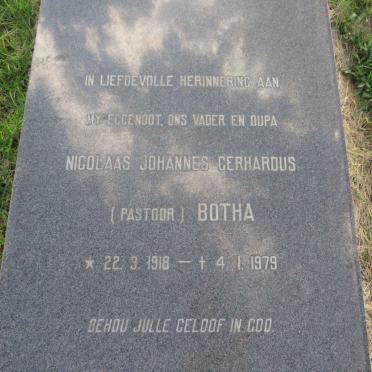 IN LIEFDEVOLLE HERINNERING AAN
MY EGGENOOT, ONS VADER EN OUPA
NICOLAAS JOHANNES GERHARDUS
(PASTOOR) BOTHA
★ 22. 3. 1918 — † 4. 1. 1979
BEHOU JULLE GELOOF IN GOD.